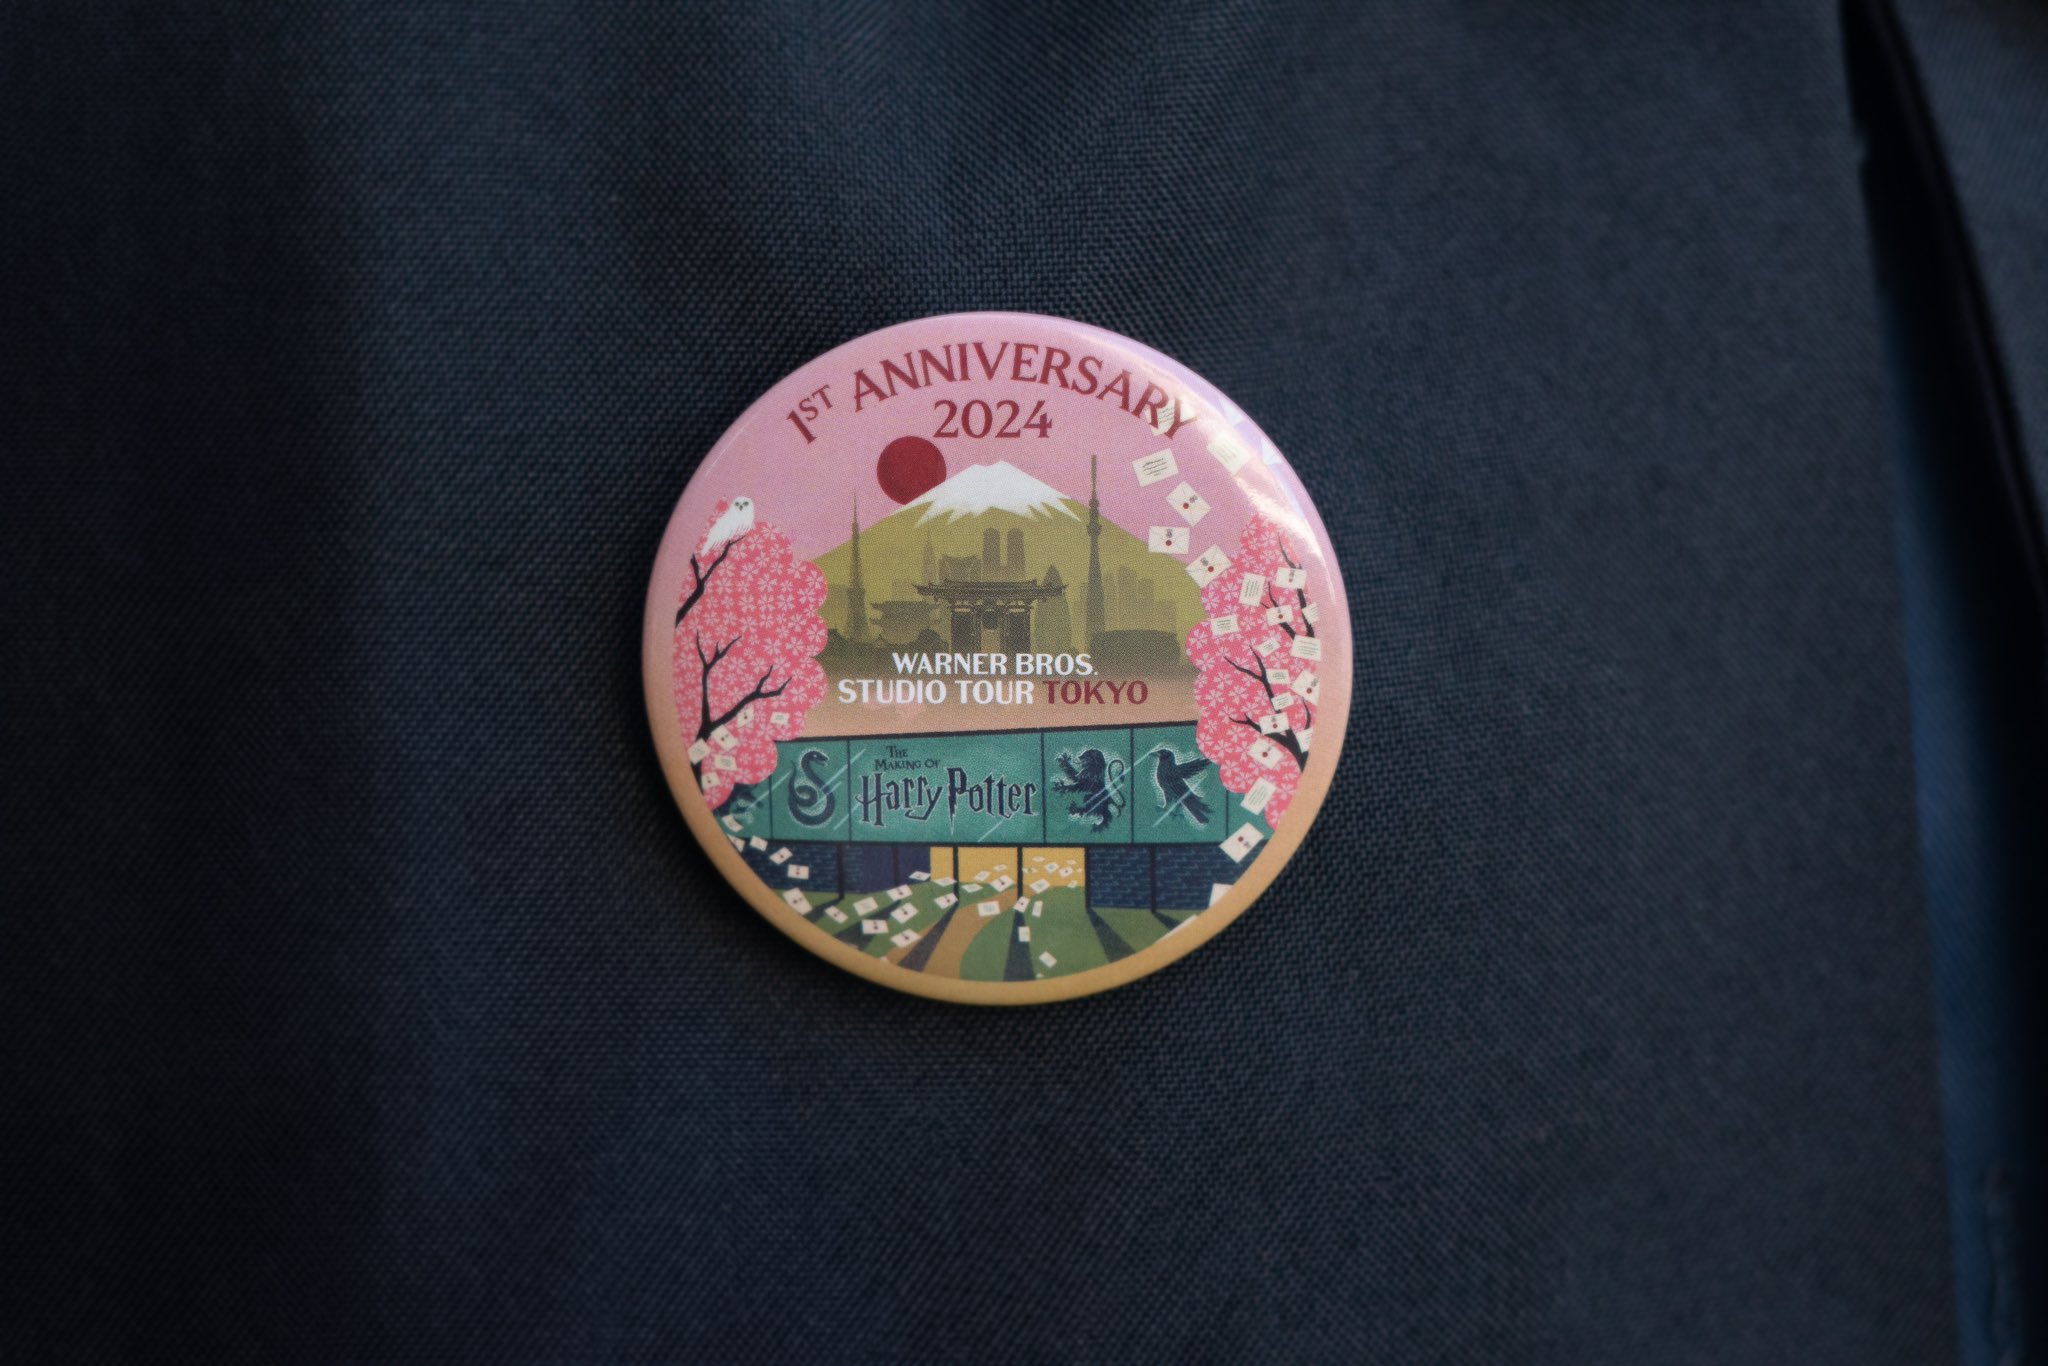 1ST ANNIVERSARY
2024
WARNER BROS.
STUDIO TOUR TOKYO
THE
MAKING OF
Harry Potter